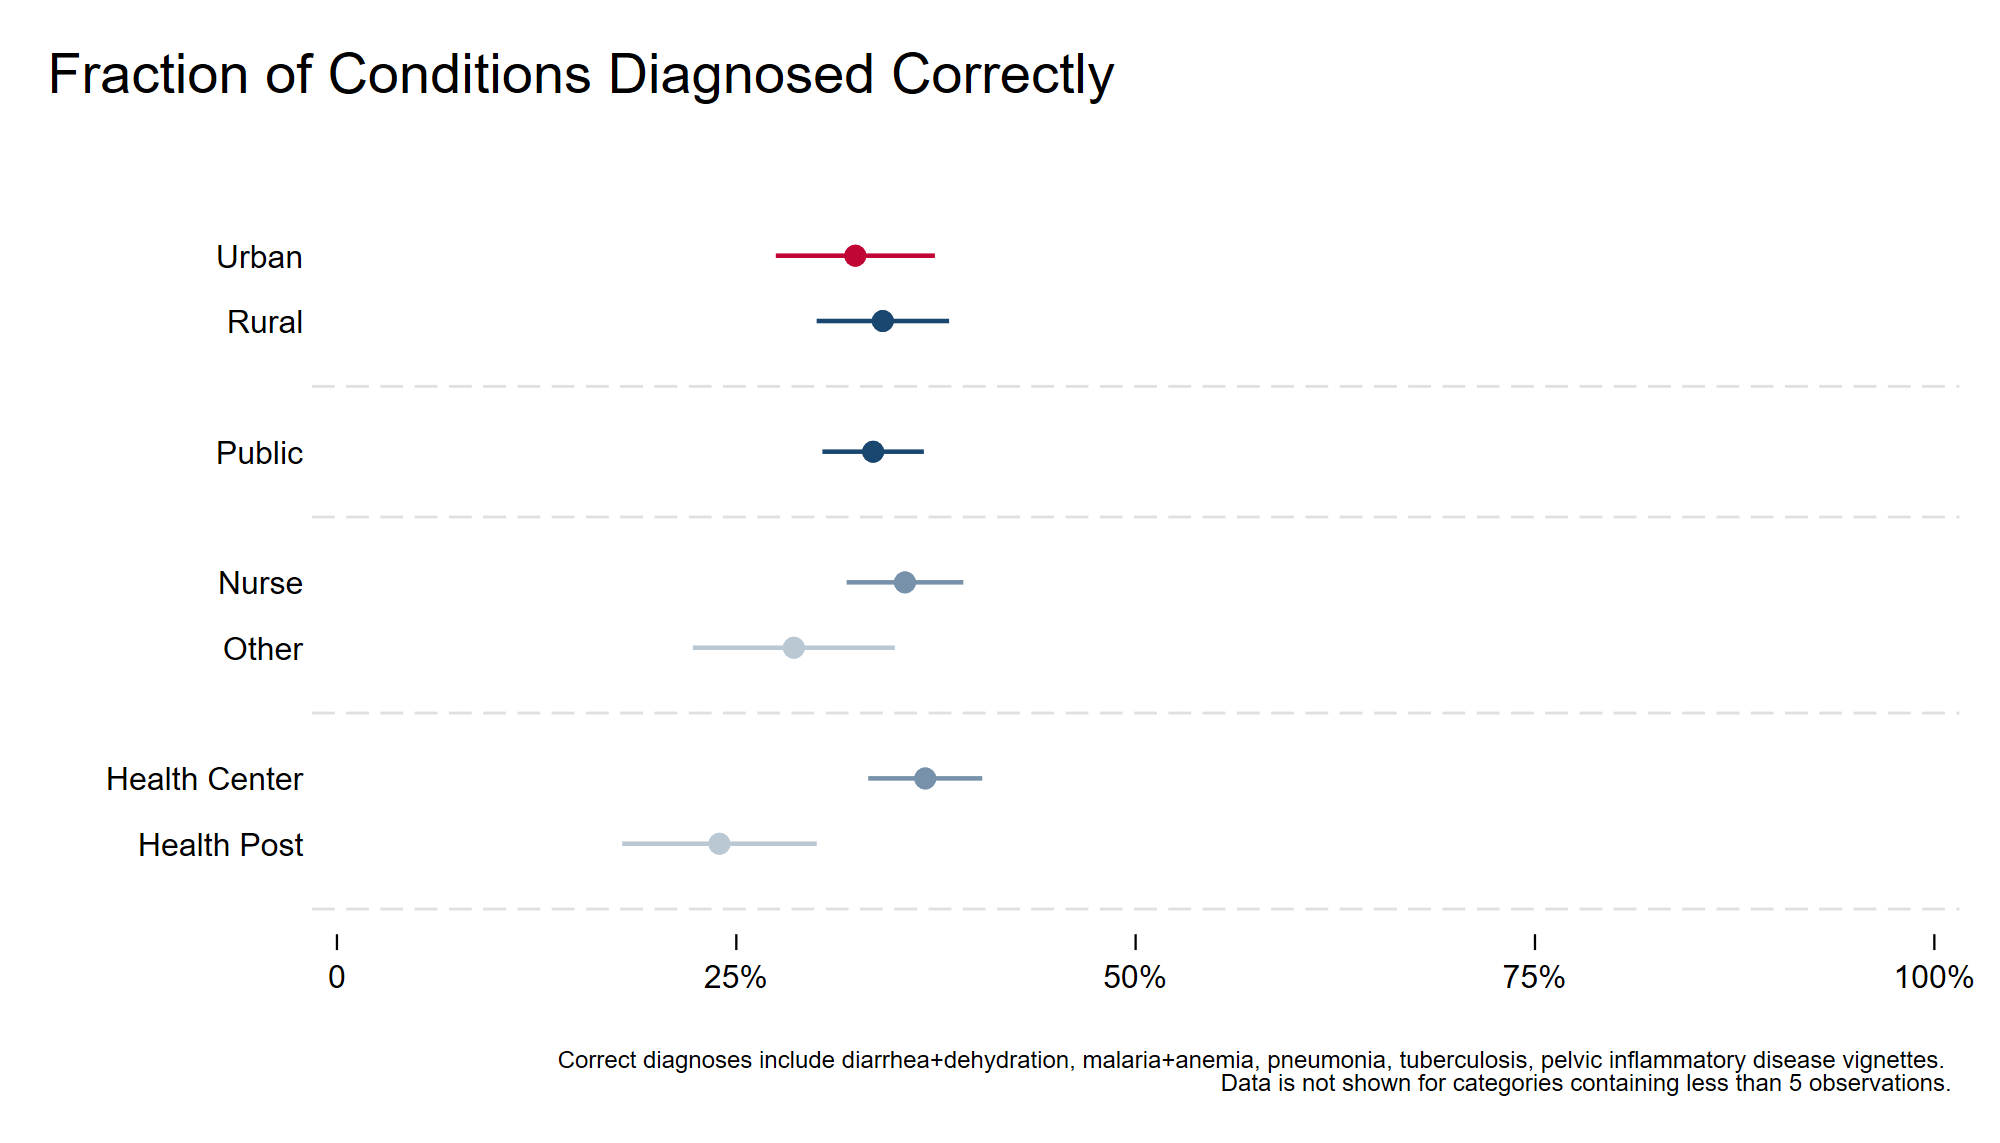 Fraction of Conditions Diagnosed Correctly
Urban
Rural
Public
Nurse
Other
Health Center
Health Post
0 25% 50% 75% 100%
Correct diagnoses include diarrhea+dehydration, malaria+anemia, pneumonia, tuberculosis, pelvic inflammatory disease vignettes.
Data is not shown for categories containing less than 5 observations.